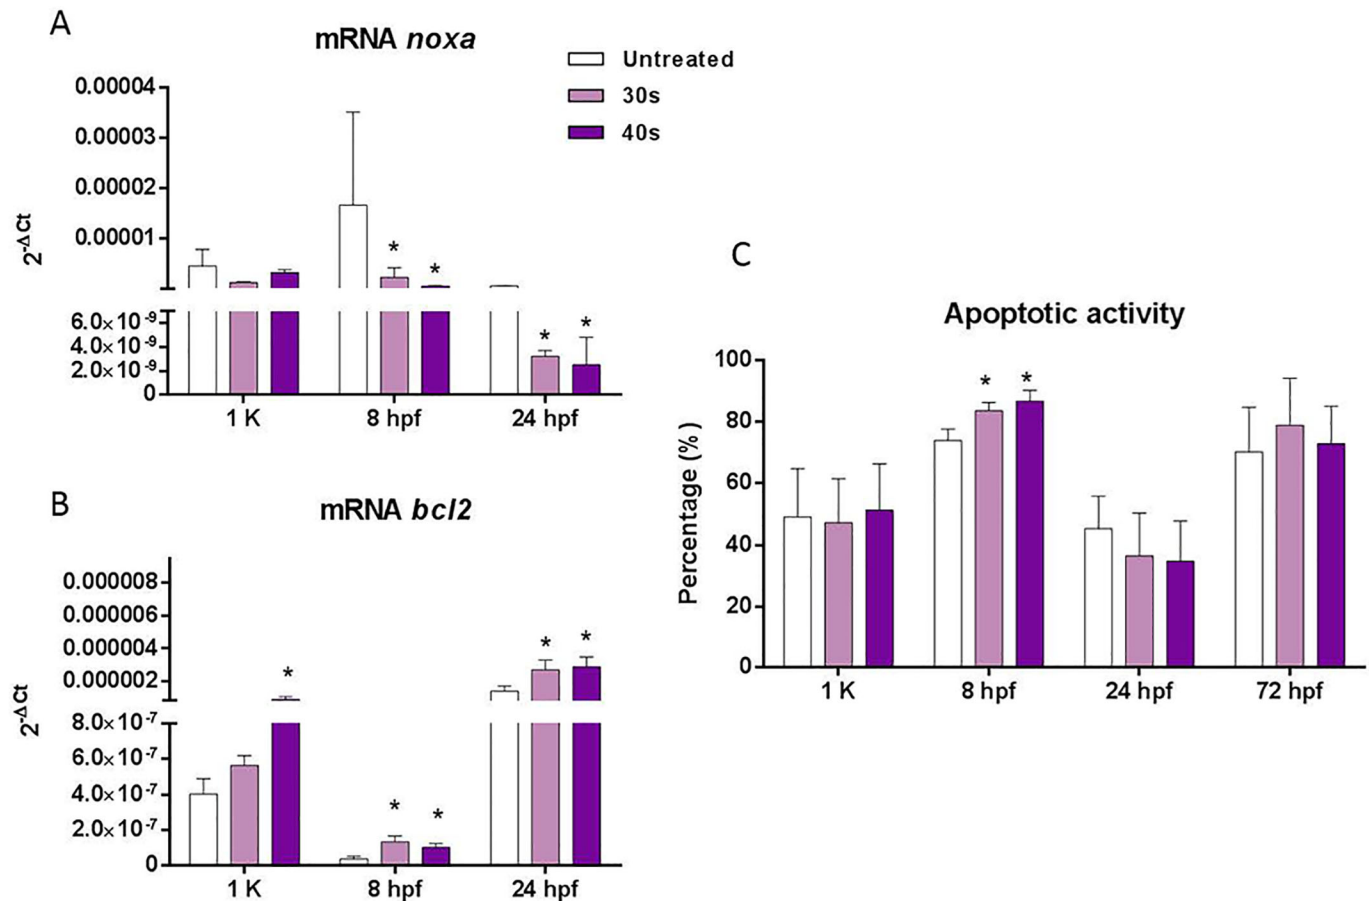 A
mRNA noxa
Untreated
30s
40s
2-ΔCt
0.00004
0.00003
0.00002
0.00001
6.0×10-9
4.0×10-9
2.0×10-9
0
* * * *
1 K 8 hpf 24 hpf
B
mRNA bcl2
2-ΔCt
0.000008
0.000006
0.000004
0.000002
8.0×10-7
6.0×10-7
4.0×10-7
2.0×10-7
0
* * * * *
1 K 8 hpf 24 hpf
C
Apoptotic activity
Percentage (%)
100
80
60
40
20
0
* *
1 K 8 hpf 24 hpf 72 hpf